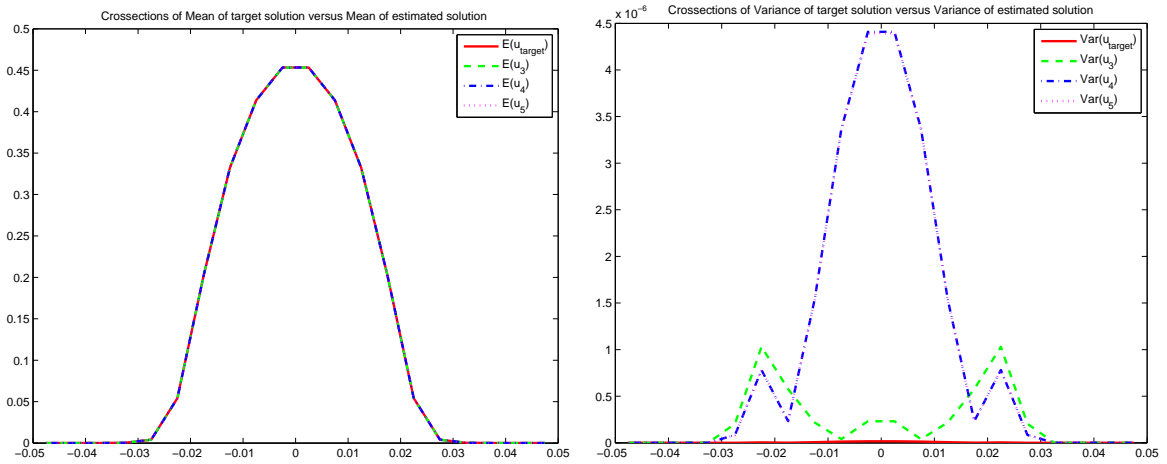 Crossections of Mean of target solution versus Mean of estimated solution
0.5
0.45
0.4
0.35
0.3
0.25
0.2
0.15
0.1
0.05
0
−0.05 −0.04 −0.03 −0.02 −0.01 0 0.01 0.02 0.03 0.04 0.05
E(u_target)
E(u_3)
E(u_4)
E(u_5)
Crossections of Variance of target solution versus Variance of estimated solution
x 10^−6
4.5
4
3.5
3
2.5
2
1.5
1
0.5
0
−0.05 −0.04 −0.03 −0.02 −0.01 0 0.01 0.02 0.03 0.04 0.05
Var(u_target)
Var(u_3)
Var(u_4)
Var(u_5)